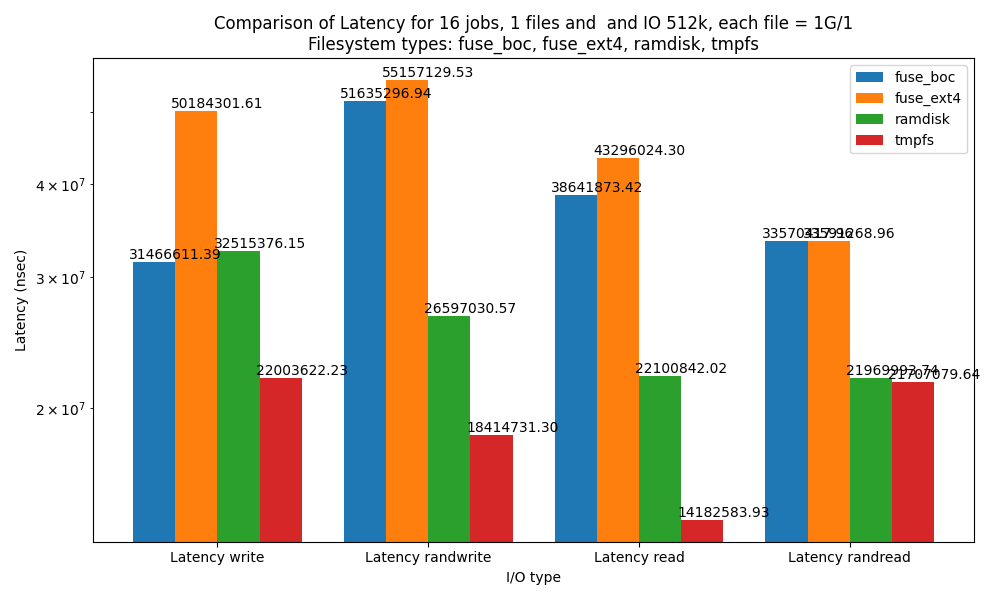 Comparison of Latency for 16 jobs, 1 files and  and IO 512k, each file = 1G/1
Filesystem types: fuse_boc, fuse_ext4, ramdisk, tmpfs
fuse_boc
fuse_ext4
ramdisk
tmpfs
Latency (nsec)
4 × 10⁷
3 × 10⁷
2 × 10⁷
31466611.39
50184301.61
32515376.15
22003622.23
51635296.94
55157129.53
26597030.57
18414731.30
38641873.42
43296024.30
22100842.02
14182583.93
21969993.74
21707079.64
Latency write
Latency randwrite
Latency read
Latency randread
I/O type